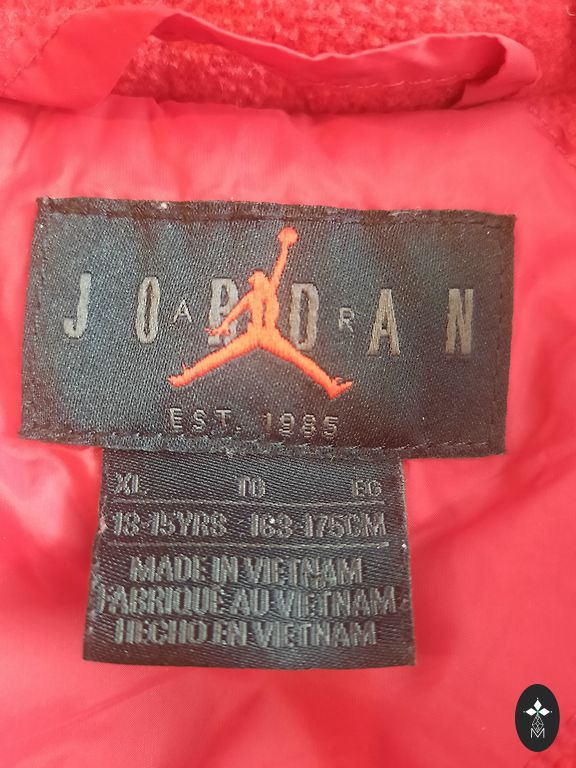 JORDAN
AIR
EST. 1985
XL TG EG
13-15YRS 163-175CM
MADE IN VIETNAM
FABRIQUÉ AU VIETNAM
HECHO EN VIETNAM
M